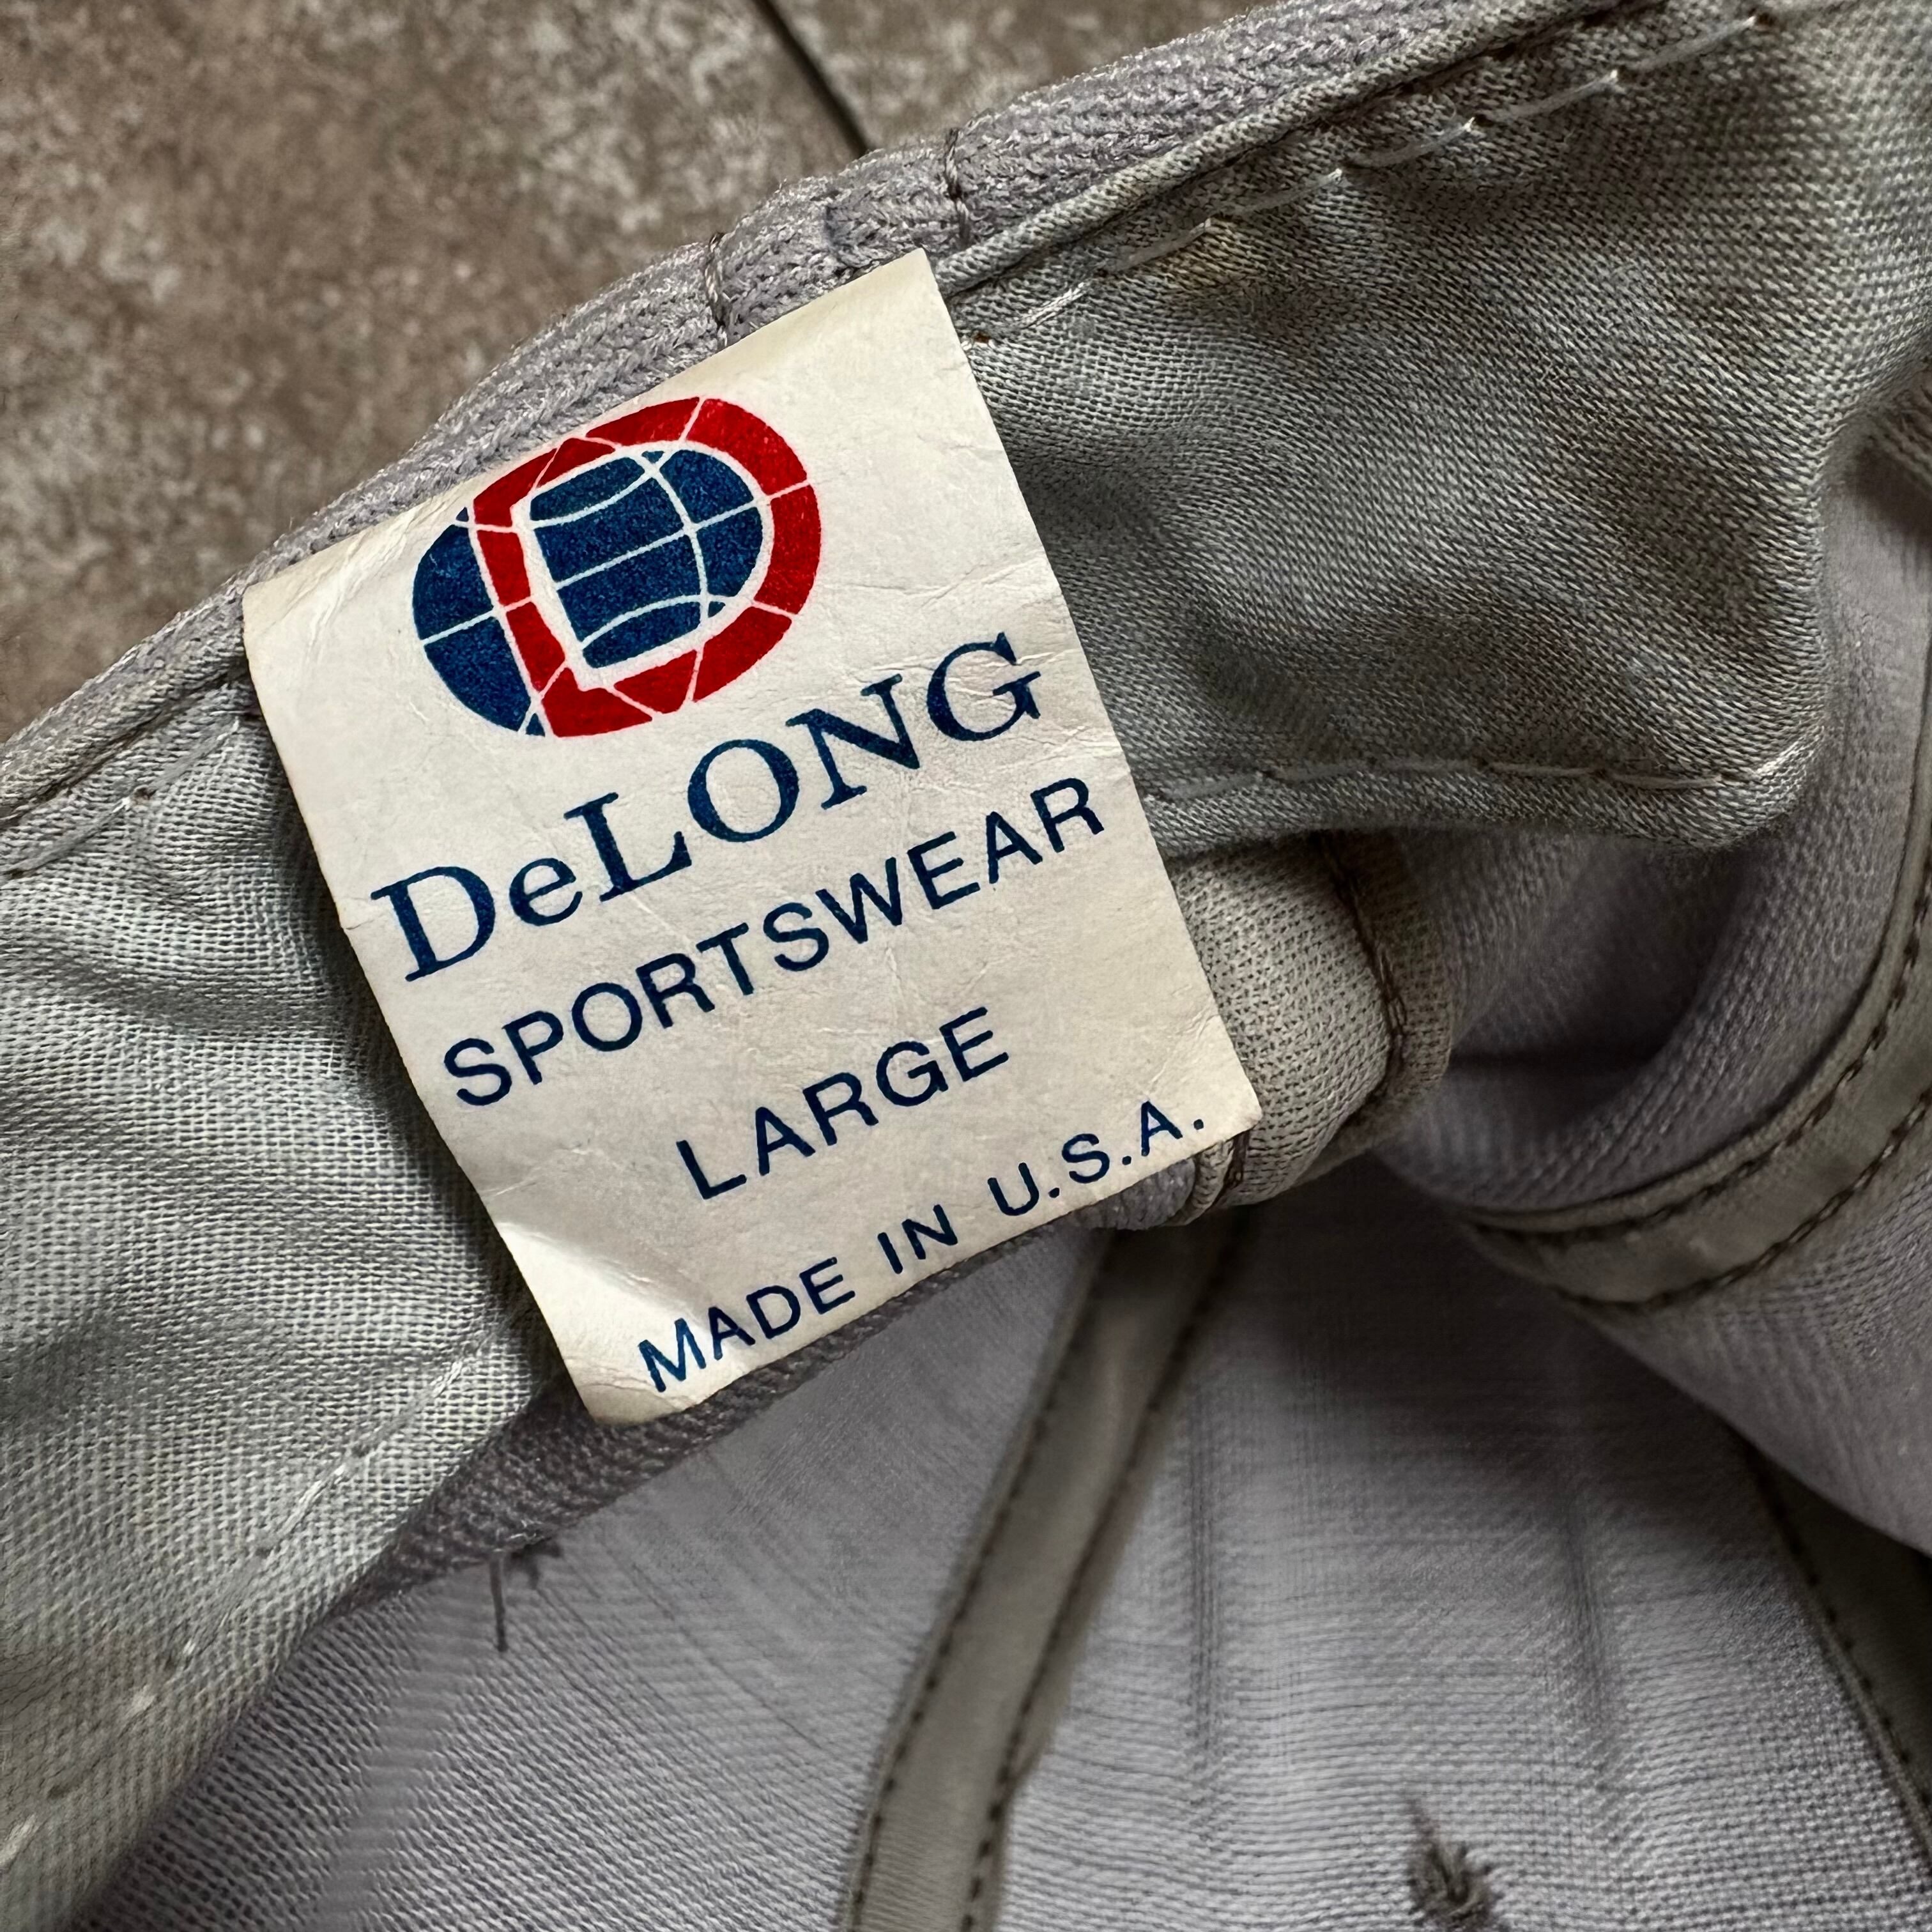 DeLONG
SPORTSWEAR
LARGE
MADE IN U.S.A.